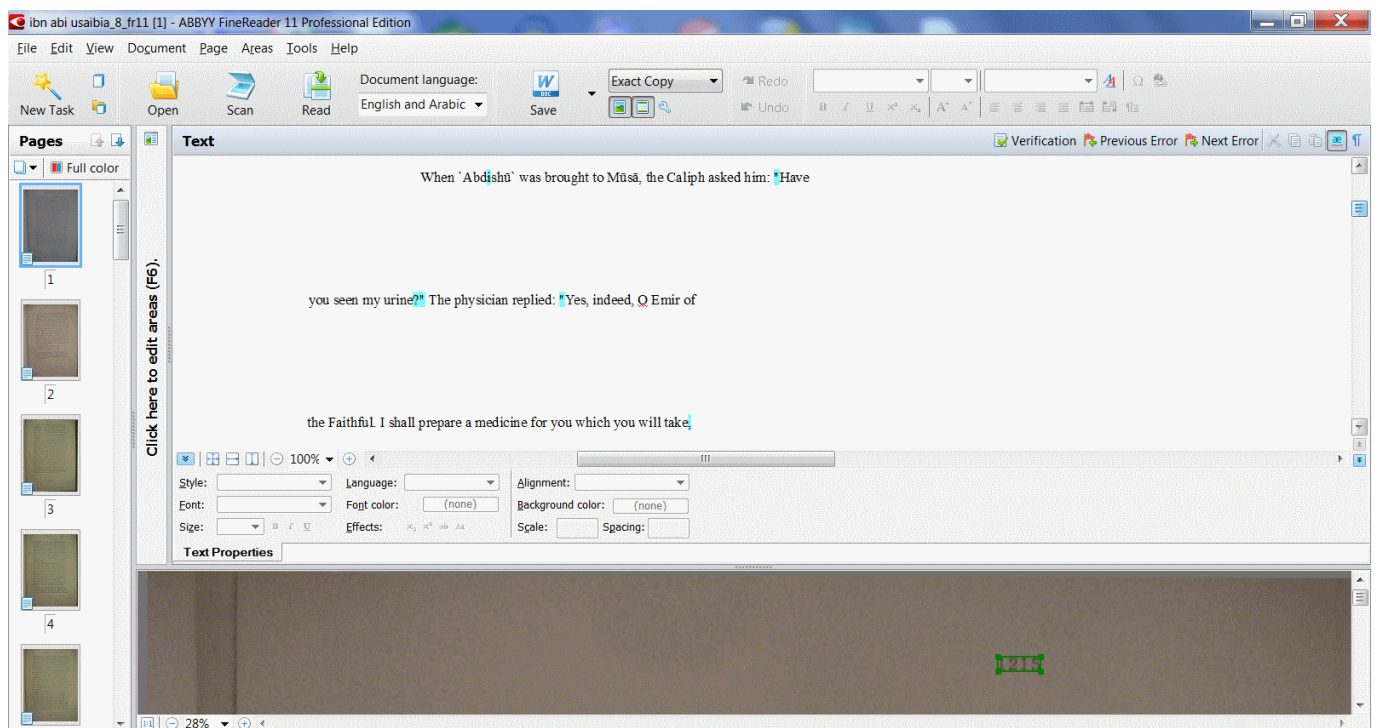 ibn abi usaibia_8_fr11 [1] - ABBYY FineReader 11 Professional Edition
File Edit View Document Page Areas Tools Help
New Task Open Scan Read Document language: English and Arabic Save Exact Copy Redo Undo
Pages Text Verification Previous Error Next Error
Full color
When `Abdishū` was brought to Mūsā, the Caliph asked him: "Have
you seen my urine?" The physician replied: "Yes, indeed, Q Emir of
the Faithful. I shall prepare a medicine for you which you will take,
Click here to edit areas (F6).
1
2
3
4
100%
Style: Language: Alignment:
Font: Font color: (none) Background color: (none)
Size: B I U Effects: Scale: Spacing:
Text Properties
1215
28%